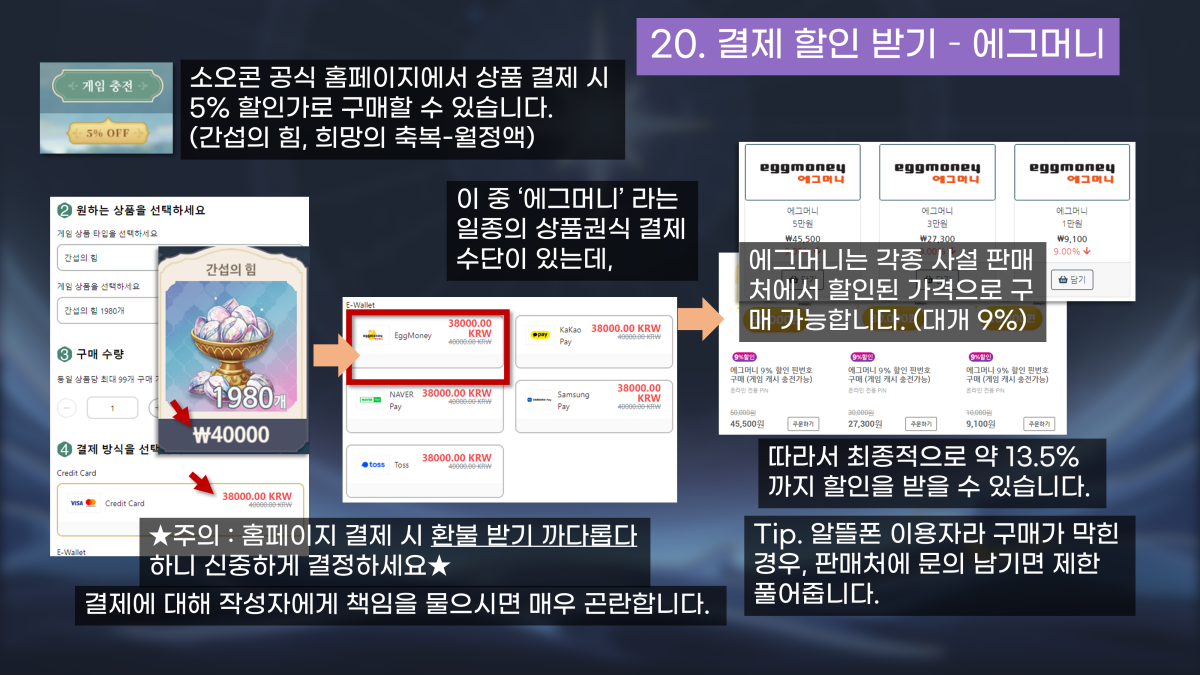 20. 결제 할인 받기 - 에그머니
게임 충전
5% OFF
소오콘 공식 홈페이지에서 상품 결제 시
5% 할인가로 구매할 수 있습니다.
(간섭의 힘, 희망의 축복-월정액)
2 원하는 상품을 선택하세요
게임 상품 타입을 선택하세요
간섭의 힘
게임 상품을 선택하세요
간섭의 힘 1980개
3 구매 수량
동일 상품당 최대 99개 구매
1
4 결제 방식을 선택
Credit Card
VISA
Credit Card
38000.00 KRW
40000.00 KRW
E-Wallet
간섭의 힘
1980개
₩40000
이 중 ‘에그머니’ 라는
일종의 상품권식 결제
수단이 있는데,
E-Wallet
eggmoney
EggMoney
38000.00
KRW
40000.00 KRW
pay
KaKao
Pay
38000.00 KRW
40000.00 KRW
NAVER
Pay
38000.00 KRW
40000.00 KRW
Samsung
Pay
38000.00
KRW
40000.00 KRW
toss
Toss
38000.00 KRW
40000.00 KRW
eggmoney
에그머니
에그머니
5만원
₩45,500
eggmoney
에그머니
에그머니
3만원
₩27,300
eggmoney
에그머니
에그머니
1만원
₩9,100
9.00%
담기
에그머니는 각종 사설 판매
처에서 할인된 가격으로 구
매 가능합니다. (대개 9%)
9%할인
에그머니 9% 할인 핀번호
구매 (게임 캐시 충전가능)
온라인 전용 PIN
50,000원
45,500원
주문하기
9%할인
에그머니 9% 할인 핀번호
구매 (게임 캐시 충전가능)
온라인 전용 PIN
30,000원
27,300원
주문하기
9%할인
에그머니 9% 할인 핀번호
구매 (게임 캐시 충전가능)
온라인 전용 PIN
10,000원
9,100원
주문하기
따라서 최종적으로 약 13.5%
까지 할인을 받을 수 있습니다.
★주의 : 홈페이지 결제 시 환불 받기 까다롭다
하니 신중하게 결정하세요★
결제에 대해 작성자에게 책임을 물으시면 매우 곤란합니다.
Tip. 알뜰폰 이용자라 구매가 막힌
경우, 판매처에 문의 남기면 제한
풀어줍니다.